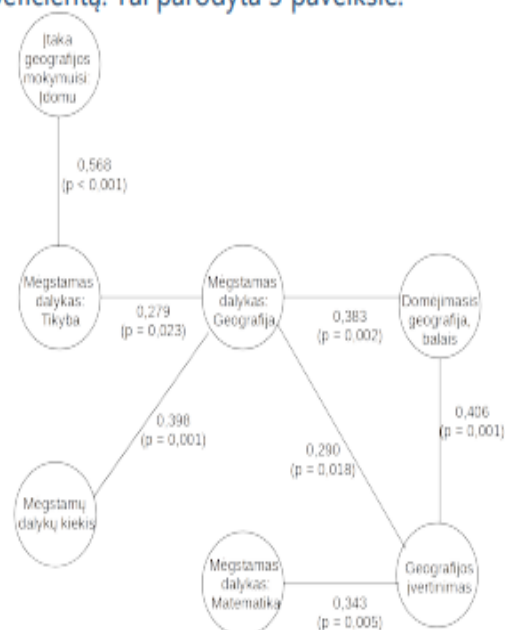 Tai parodyta 3 paveiksle.
Įtaka
geografijos
mokymuisi:
Įdomu
0,568
(p < 0,001)
Mėgstamas
dalykas:
Tikyba
0,279
(p = 0,023)
Mėgstamas
dalykas:
Geografija
0,383
(p = 0,002)
Domėjimasis
geografija,
balais
0,398
(p = 0,001)
0,290
(p = 0,018)
0,406
(p = 0,001)
Mėgstamų
dalykų kiekis
Mėgstamas
dalykas:
Matematika
0,343
(p = 0,005)
Geografijos
įvertinimas